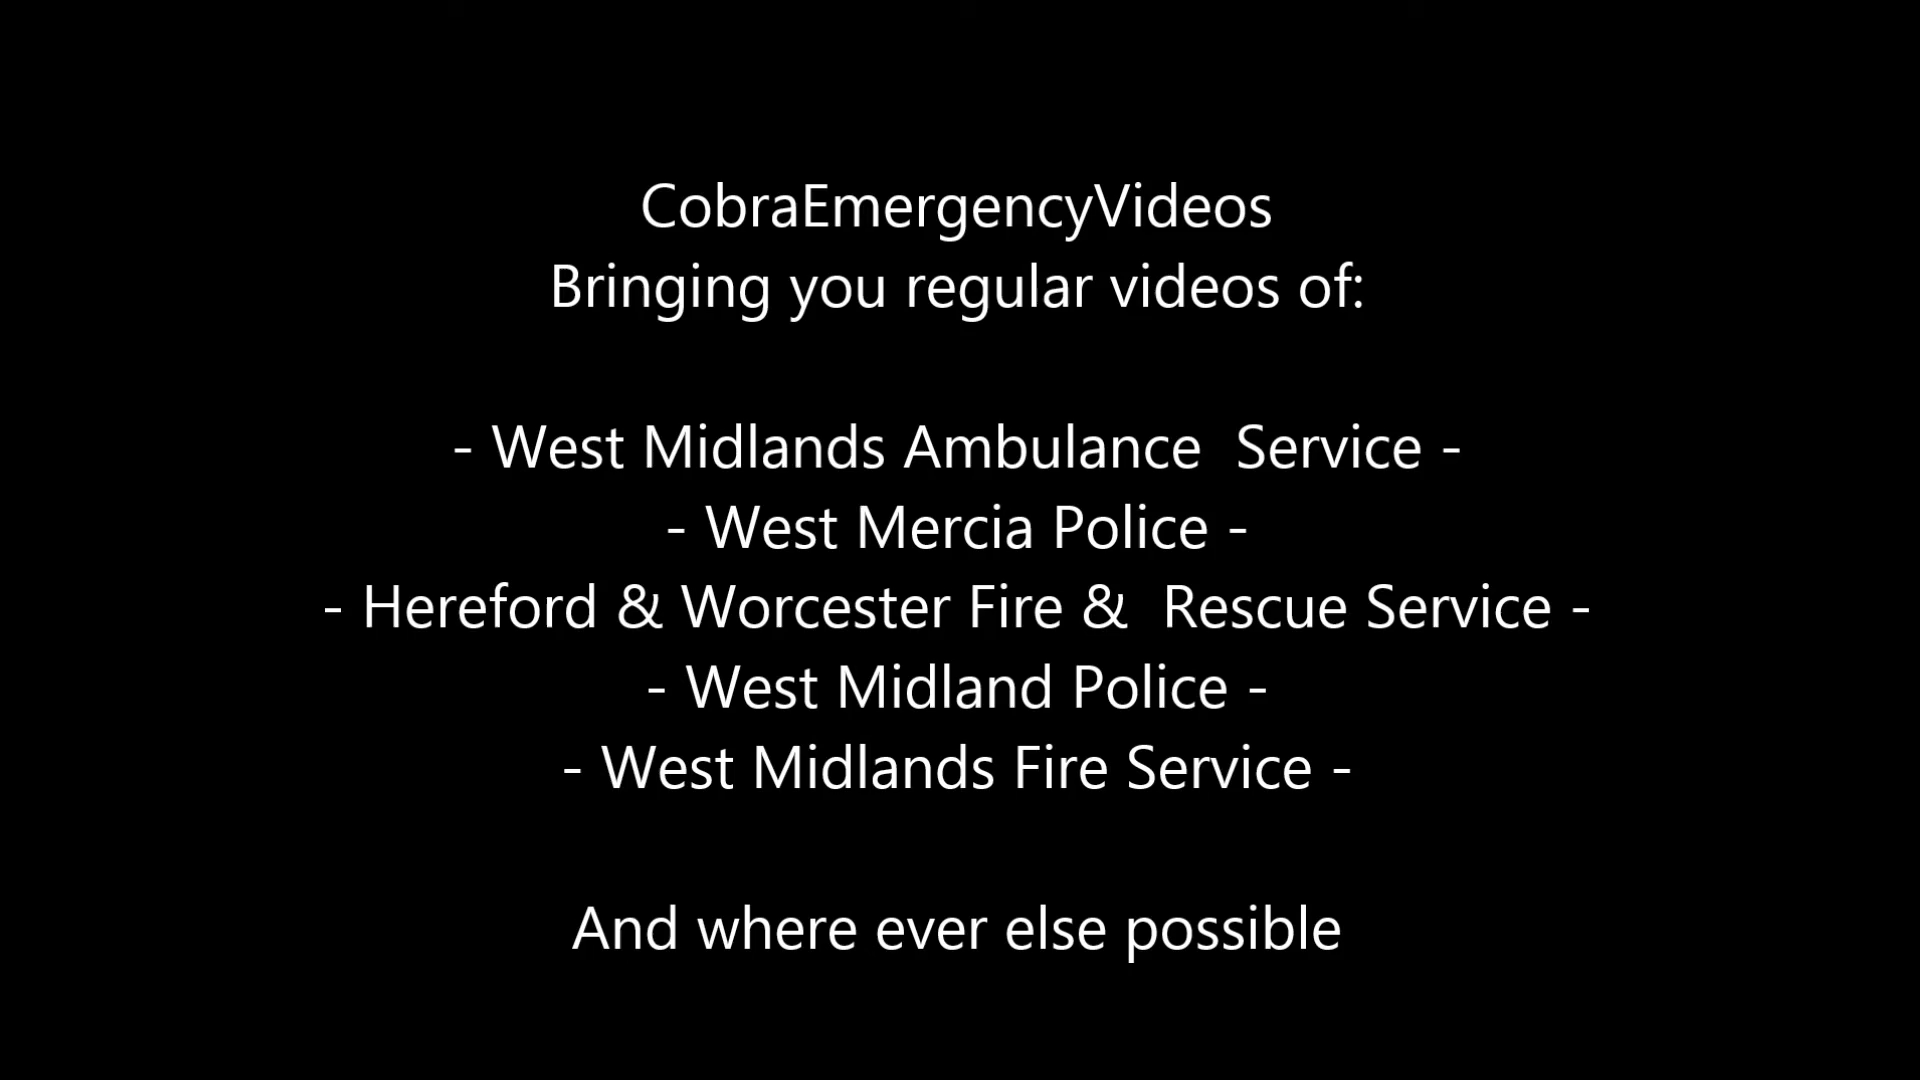 CobraEmergencyVideos
Bringing you regular videos of:
- West Midlands Ambulance  Service -
- West Mercia Police -
- Hereford & Worcester Fire &  Rescue Service -
- West Midland Police -
- West Midlands Fire Service -
And where ever else possible